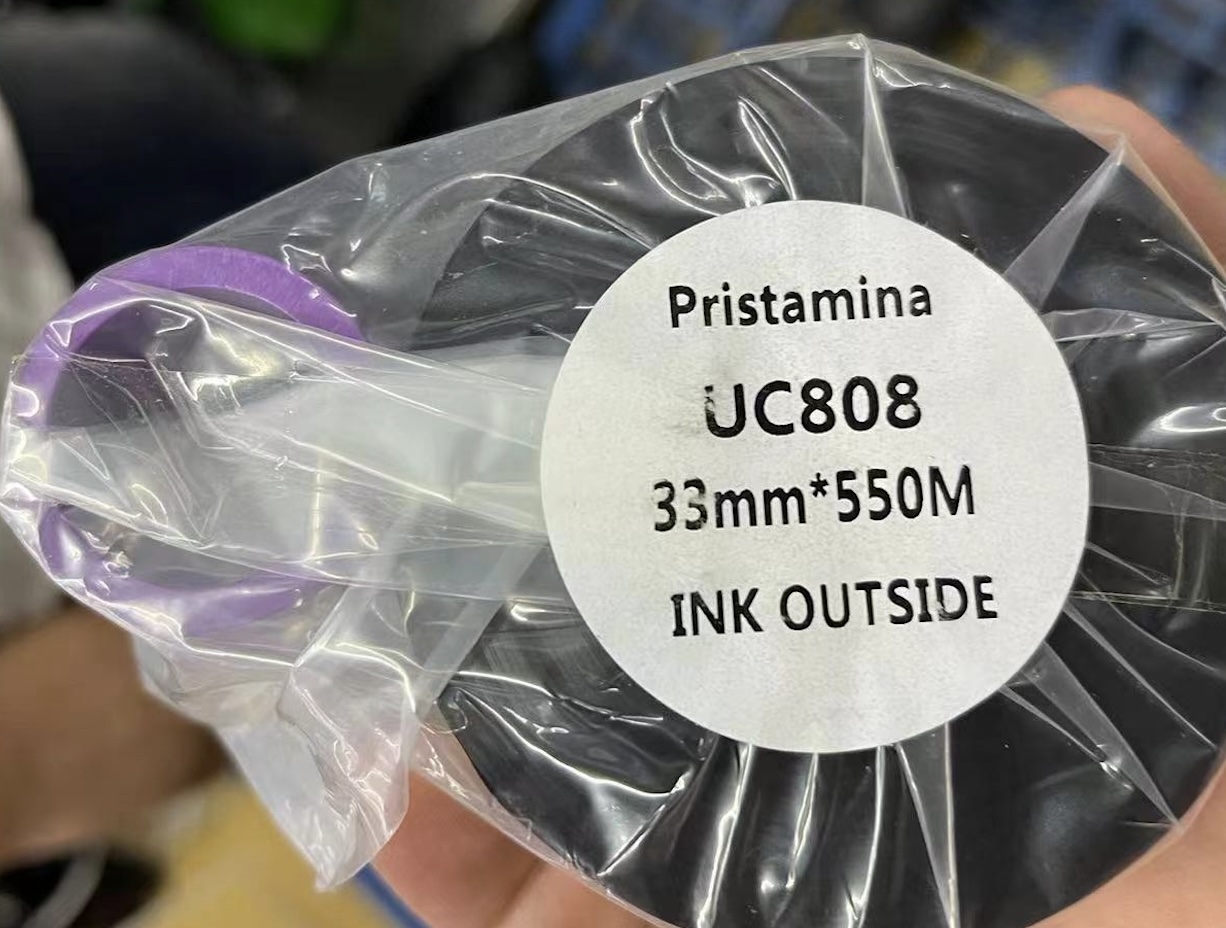 Pristamina
UC808
33mm*550M
INK OUTSIDE